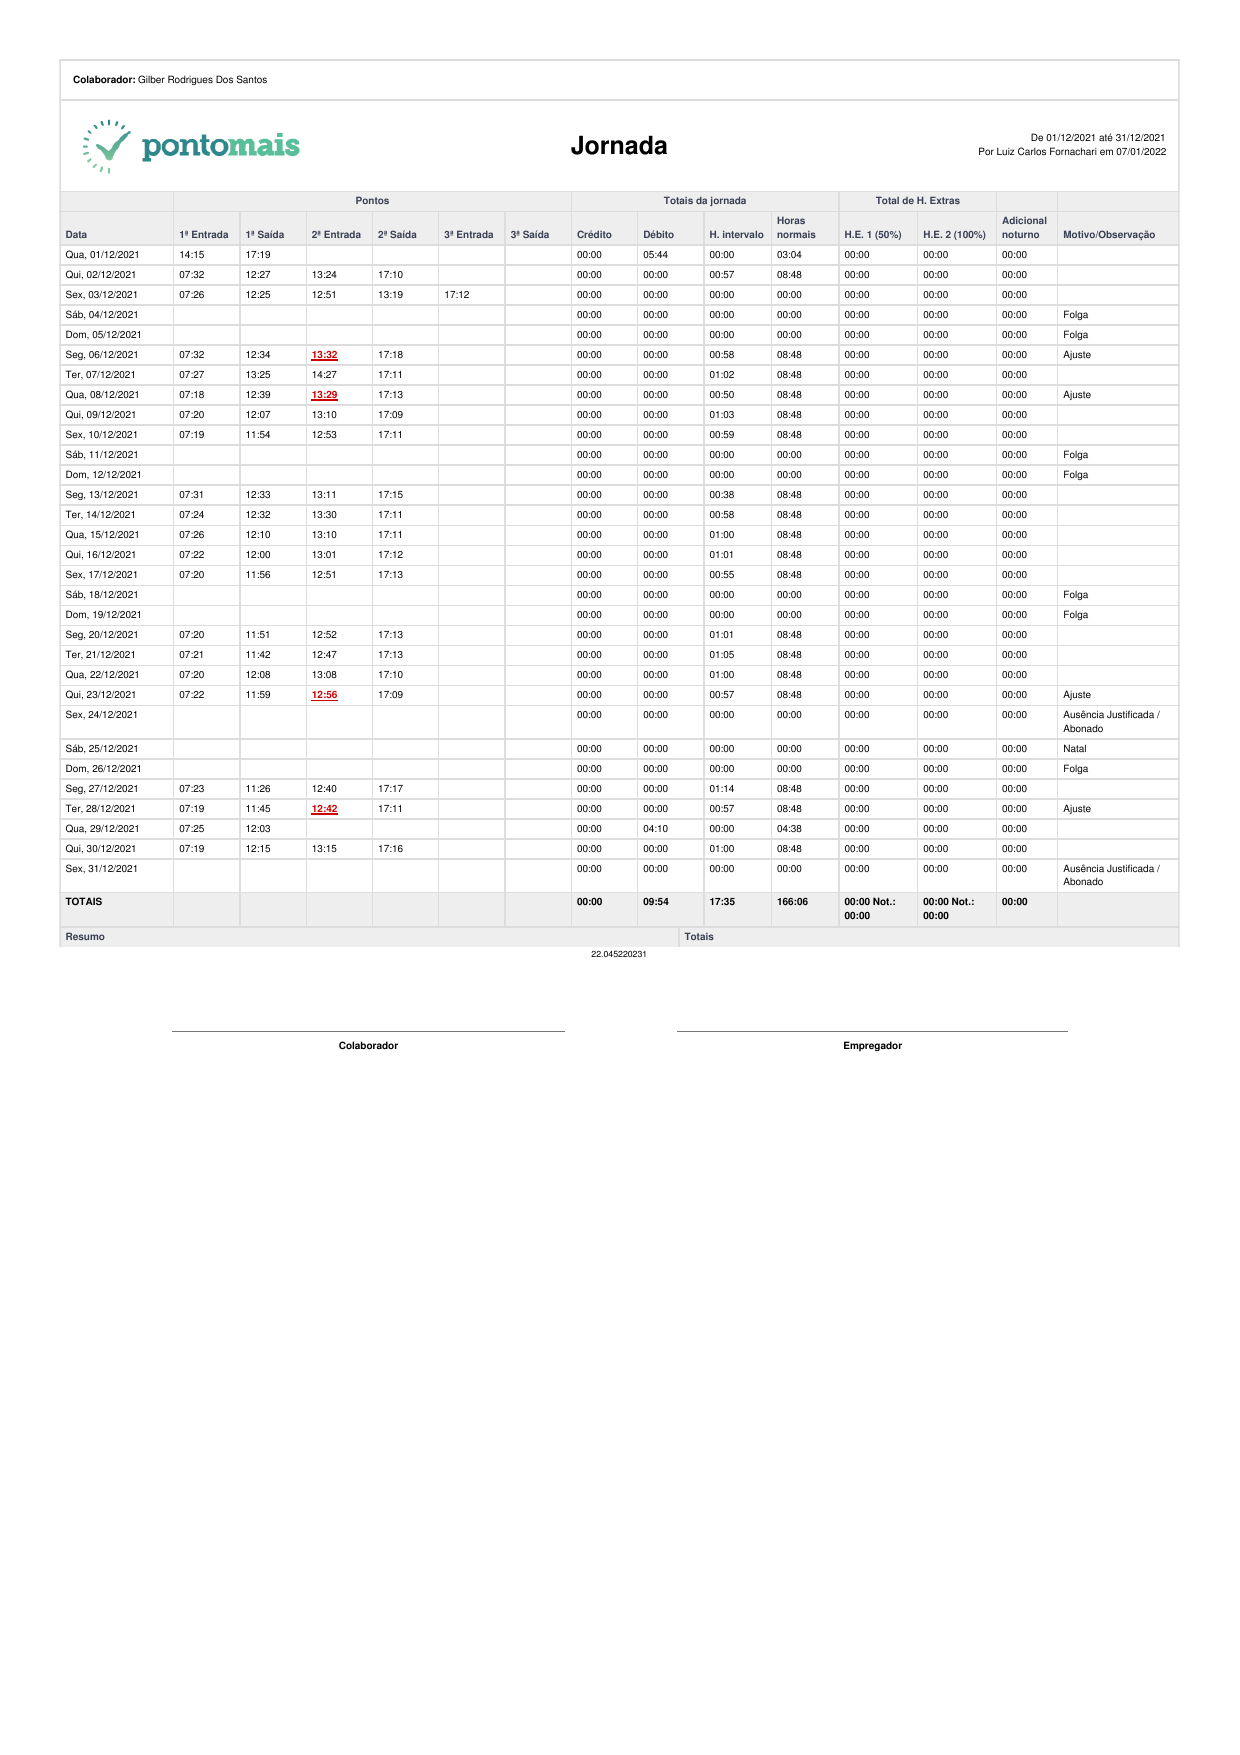 Colaborador: Gilber Rodrigues Dos Santos
pontomais
Jornada
De 01/12/2021 até 31/12/2021
Por Luiz Carlos Fornachari em 07/01/2022
Pontos Totais da jornada Total de H. Extras
Data 1ª Entrada 1ª Saída 2ª Entrada 2ª Saída 3ª Entrada 3ª Saída Crédito Débito H. intervalo Horas normais H.E. 1 (50%) H.E. 2 (100%) Adicional noturno Motivo/Observação
Qua, 01/12/2021 14:15 17:19 00:00 05:44 00:00 03:04 00:00 00:00 00:00
Qui, 02/12/2021 07:32 12:27 13:24 17:10 00:00 00:00 00:57 08:48 00:00 00:00 00:00
Sex, 03/12/2021 07:26 12:25 12:51 13:19 17:12 00:00 00:00 00:00 00:00 00:00 00:00 00:00
Sáb, 04/12/2021 00:00 00:00 00:00 00:00 00:00 00:00 00:00 Folga
Dom, 05/12/2021 00:00 00:00 00:00 00:00 00:00 00:00 00:00 Folga
Seg, 06/12/2021 07:32 12:34 13:32 17:18 00:00 00:00 00:58 08:48 00:00 00:00 00:00 Ajuste
Ter, 07/12/2021 07:27 13:25 14:27 17:11 00:00 00:00 01:02 08:48 00:00 00:00 00:00
Qua, 08/12/2021 07:18 12:39 13:29 17:13 00:00 00:00 00:50 08:48 00:00 00:00 00:00 Ajuste
Qui, 09/12/2021 07:20 12:07 13:10 17:09 00:00 00:00 01:03 08:48 00:00 00:00 00:00
Sex, 10/12/2021 07:19 11:54 12:53 17:11 00:00 00:00 00:59 08:48 00:00 00:00 00:00
Sáb, 11/12/2021 00:00 00:00 00:00 00:00 00:00 00:00 00:00 Folga
Dom, 12/12/2021 00:00 00:00 00:00 00:00 00:00 00:00 00:00 Folga
Seg, 13/12/2021 07:31 12:33 13:11 17:15 00:00 00:00 00:38 08:48 00:00 00:00 00:00
Ter, 14/12/2021 07:24 12:32 13:30 17:11 00:00 00:00 00:58 08:48 00:00 00:00 00:00
Qua, 15/12/2021 07:26 12:10 13:10 17:11 00:00 00:00 01:00 08:48 00:00 00:00 00:00
Qui, 16/12/2021 07:22 12:00 13:01 17:12 00:00 00:00 01:01 08:48 00:00 00:00 00:00
Sex, 17/12/2021 07:20 11:56 12:51 17:13 00:00 00:00 00:55 08:48 00:00 00:00 00:00
Sáb, 18/12/2021 00:00 00:00 00:00 00:00 00:00 00:00 00:00 Folga
Dom, 19/12/2021 00:00 00:00 00:00 00:00 00:00 00:00 00:00 Folga
Seg, 20/12/2021 07:20 11:51 12:52 17:13 00:00 00:00 01:01 08:48 00:00 00:00 00:00
Ter, 21/12/2021 07:21 11:42 12:47 17:13 00:00 00:00 01:05 08:48 00:00 00:00 00:00
Qua, 22/12/2021 07:20 12:08 13:08 17:10 00:00 00:00 01:00 08:48 00:00 00:00 00:00
Qui, 23/12/2021 07:22 11:59 12:56 17:09 00:00 00:00 00:57 08:48 00:00 00:00 00:00 Ajuste
Sex, 24/12/2021 00:00 00:00 00:00 00:00 00:00 00:00 00:00 Ausência Justificada /
Abonado
Sáb, 25/12/2021 00:00 00:00 00:00 00:00 00:00 00:00 00:00 Natal
Dom, 26/12/2021 00:00 00:00 00:00 00:00 00:00 00:00 00:00 Folga
Seg, 27/12/2021 07:23 11:26 12:40 17:17 00:00 00:00 01:14 08:48 00:00 00:00 00:00
Ter, 28/12/2021 07:19 11:45 12:42 17:11 00:00 00:00 00:57 08:48 00:00 00:00 00:00 Ajuste
Qua, 29/12/2021 07:25 12:03 00:00 04:10 00:00 04:38 00:00 00:00 00:00
Qui, 30/12/2021 07:19 12:15 13:15 17:16 00:00 00:00 01:00 08:48 00:00 00:00 00:00
Sex, 31/12/2021 00:00 00:00 00:00 00:00 00:00 00:00 00:00 Ausência Justificada /
Abonado
TOTAIS 00:00 09:54 17:35 166:06 00:00 Not.: 00:00 Not.: 00:00
00:00 00:00
Resumo Totais
22.045220231
Colaborador Empregador